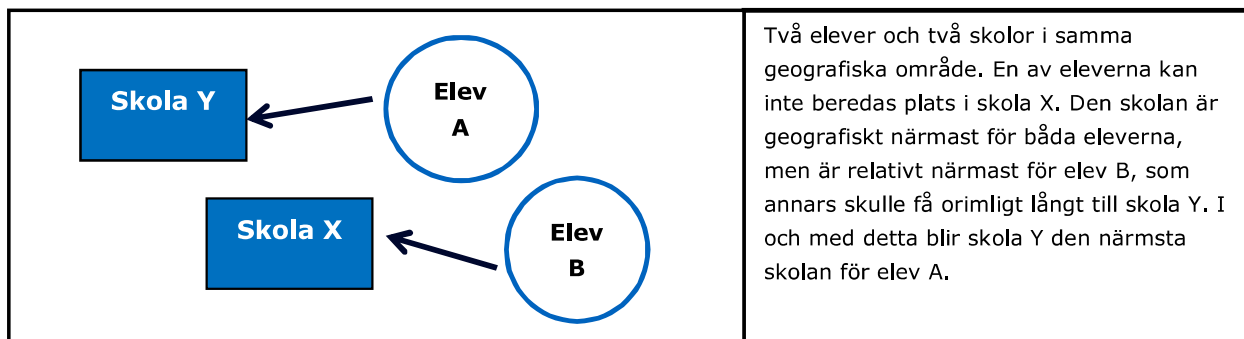 Skola Y
Elev
A
Skola X
Elev
B
Två elever och två skolor i samma
geografiska område. En av eleverna kan
inte beredas plats i skola X. Den skolan är
geografiskt närmast för båda eleverna,
men är relativt närmast för elev B, som
annars skulle få orimligt långt till skola Y. I
och med detta blir skola Y den närmsta
skolan för elev A.